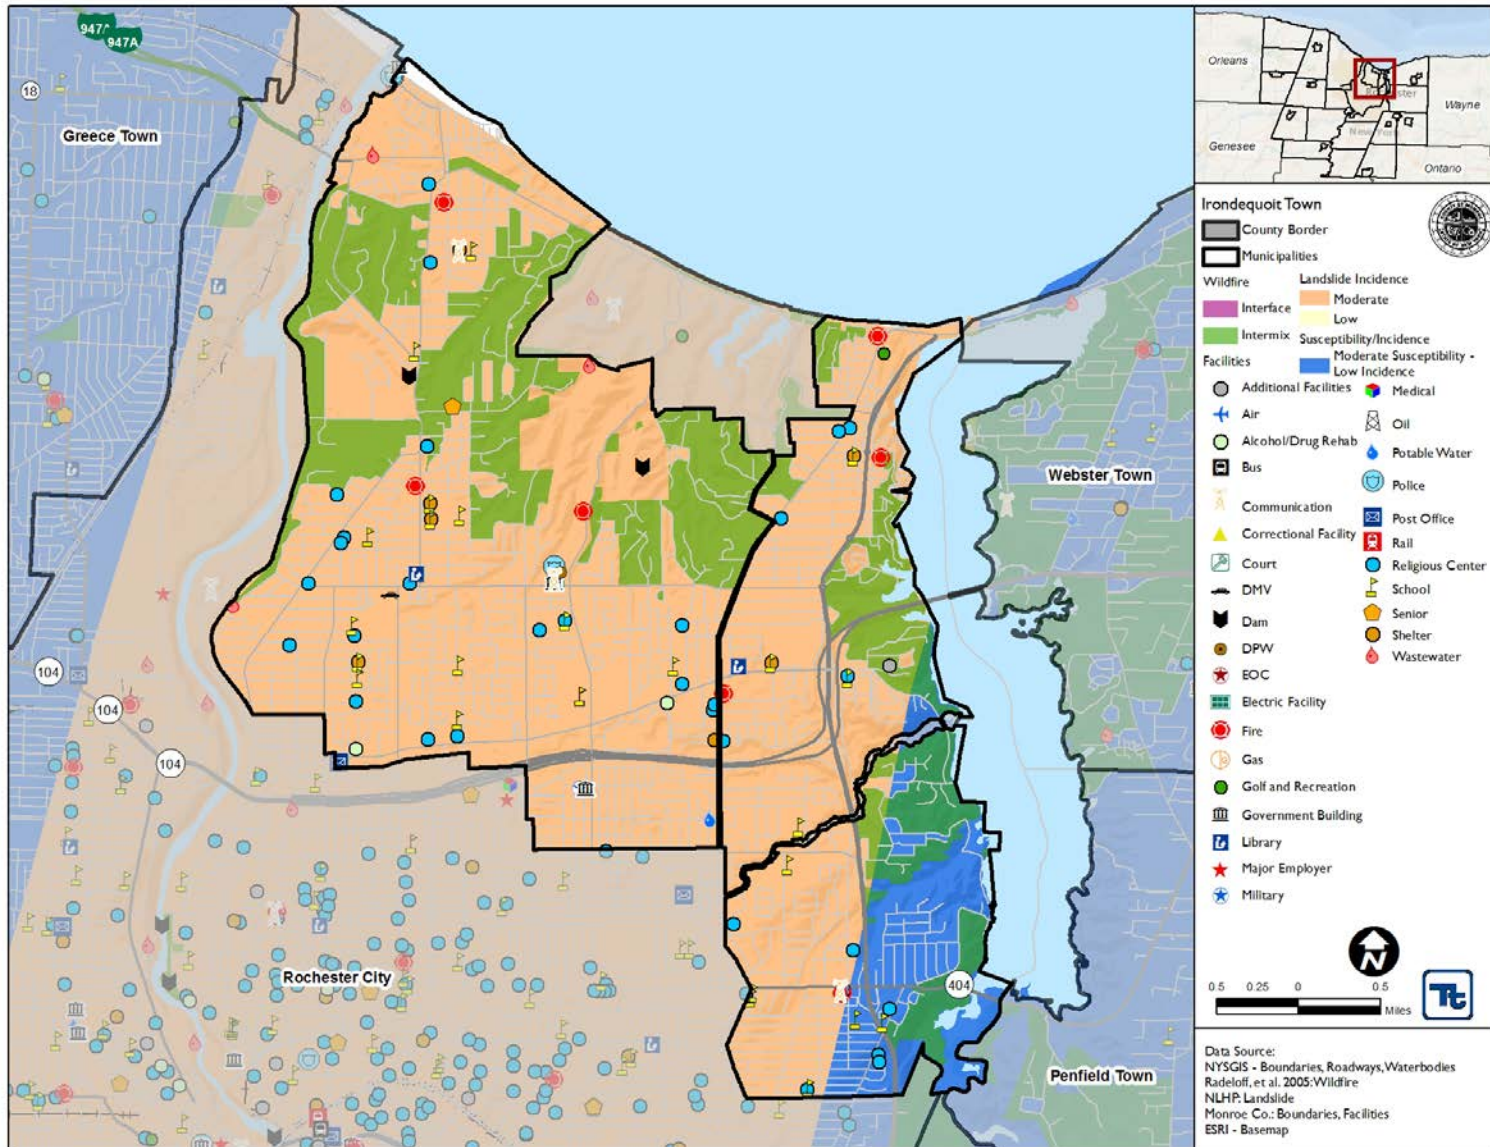 947A
947A
18
Greece Town
Webster Town
104
104
104
Rochester City
404
Penfield Town
Orleans
Wayne
Genesee
Ontario
Irondequoit Town
County Border
Municipalities
Wildfire
Interface
Intermix
Landslide Incidence
Moderate
Low
Susceptibility/Incidence
Moderate Susceptibility -
Low Incidence
Facilities
Additional Facilities
Air
Alcohol/Drug Rehab
Bus
Communication
Correctional Facility
Court
DMV
Dam
DPW
EOC
Electric Facility
Fire
Gas
Golf and Recreation
Government Building
Library
Major Employer
Military
Medical
Oil
Potable Water
Police
Post Office
Rail
Religious Center
School
Senior
Shelter
Wastewater
N
0.5 0.25 0 0.5
Miles
Tt
Data Source:
NYSGIS - Boundaries, Roadways, Waterbodies
Radeloff, et al. 2005: Wildfire
NLHP: Landslide
Monroe Co.: Boundaries, Facilities
ESRI - Basemap